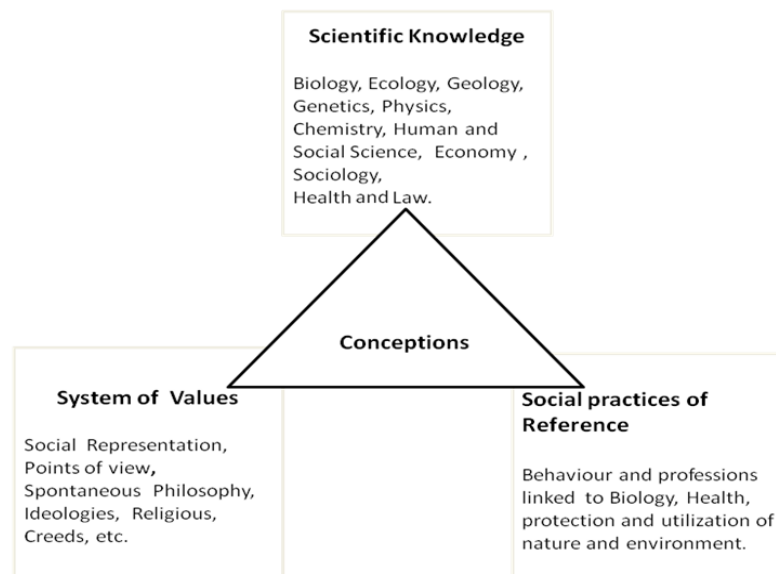 Scientific Knowledge
Biology, Ecology, Geology,
Genetics, Physics,
Chemistry, Human and
Social Science, Economy ,
Sociology,
Health and Law.
Conceptions
System of Values
Social Representation,
Points of view,
Spontaneous Philosophy,
Ideologies, Religious,
Creeds, etc.
Social practices of
Reference
Behaviour and professions
linked to Biology, Health,
protection and utilization of
nature and environment.